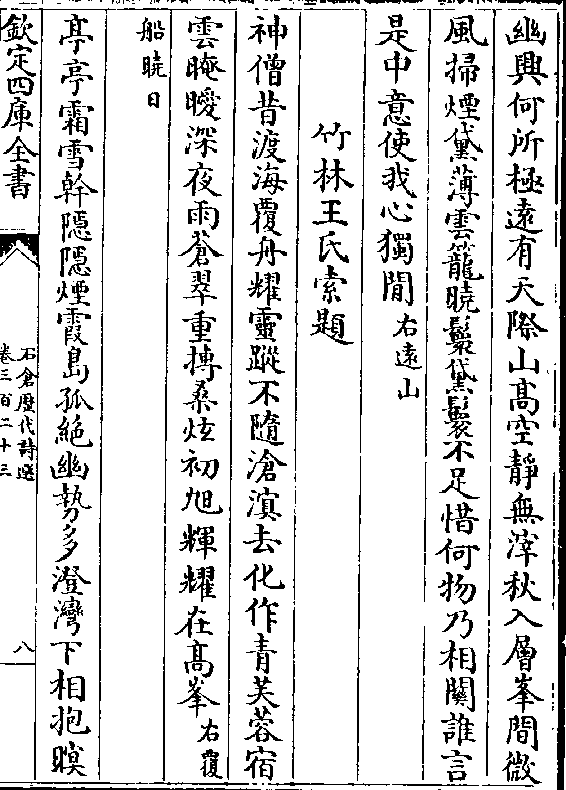 幽興何所極遠有天際山髙空靜無滓秋入層峯間微
風掃煙黛薄雲籠曉鬟黛鬟不足惜何物乃相關誰言
是中意使我心獨閒右遠山
竹林王氏索題
神僧昔渡海覆舟耀靈蹤不隨滄溟去化作青芙蓉宿
雲晻曖深夜雨蒼翠重摶桑炫初旭輝耀在髙峯右覆
船曉日
亭亭霜雪幹隱隱煙霞島孤絶幽勢多澄灣下相抱暝
欽定四庫全書
石倉歴代詩選
卷三百二十三
八